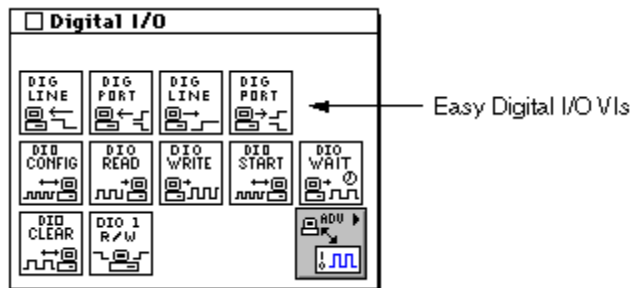 Digital I/O
DIG LINE
DIG PORT
DIG LINE
DIG PORT
Easy Digital I/O VIs
DIO CONFIG
DIO READ
DIO WRITE
DIO START
DIO WAIT
DIO CLEAR
DIO 1 R/W
ADV